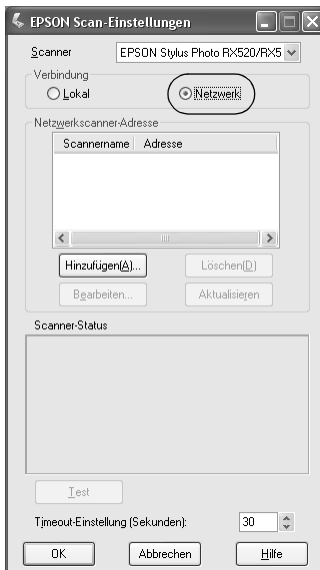 EPSON Scan-Einstellungen
Scanner EPSON Stylus Photo RX520/RX5
Verbindung
Lokal Netzwerk
Netzwerkscanner-Adresse
Scannername Adresse
Hinzufügen(A)... Löschen(D)
Bearbeiten... Aktualisieren
Scanner-Status
Test
Timeout-Einstellung (Sekunden): 30
OK Abbrechen Hilfe